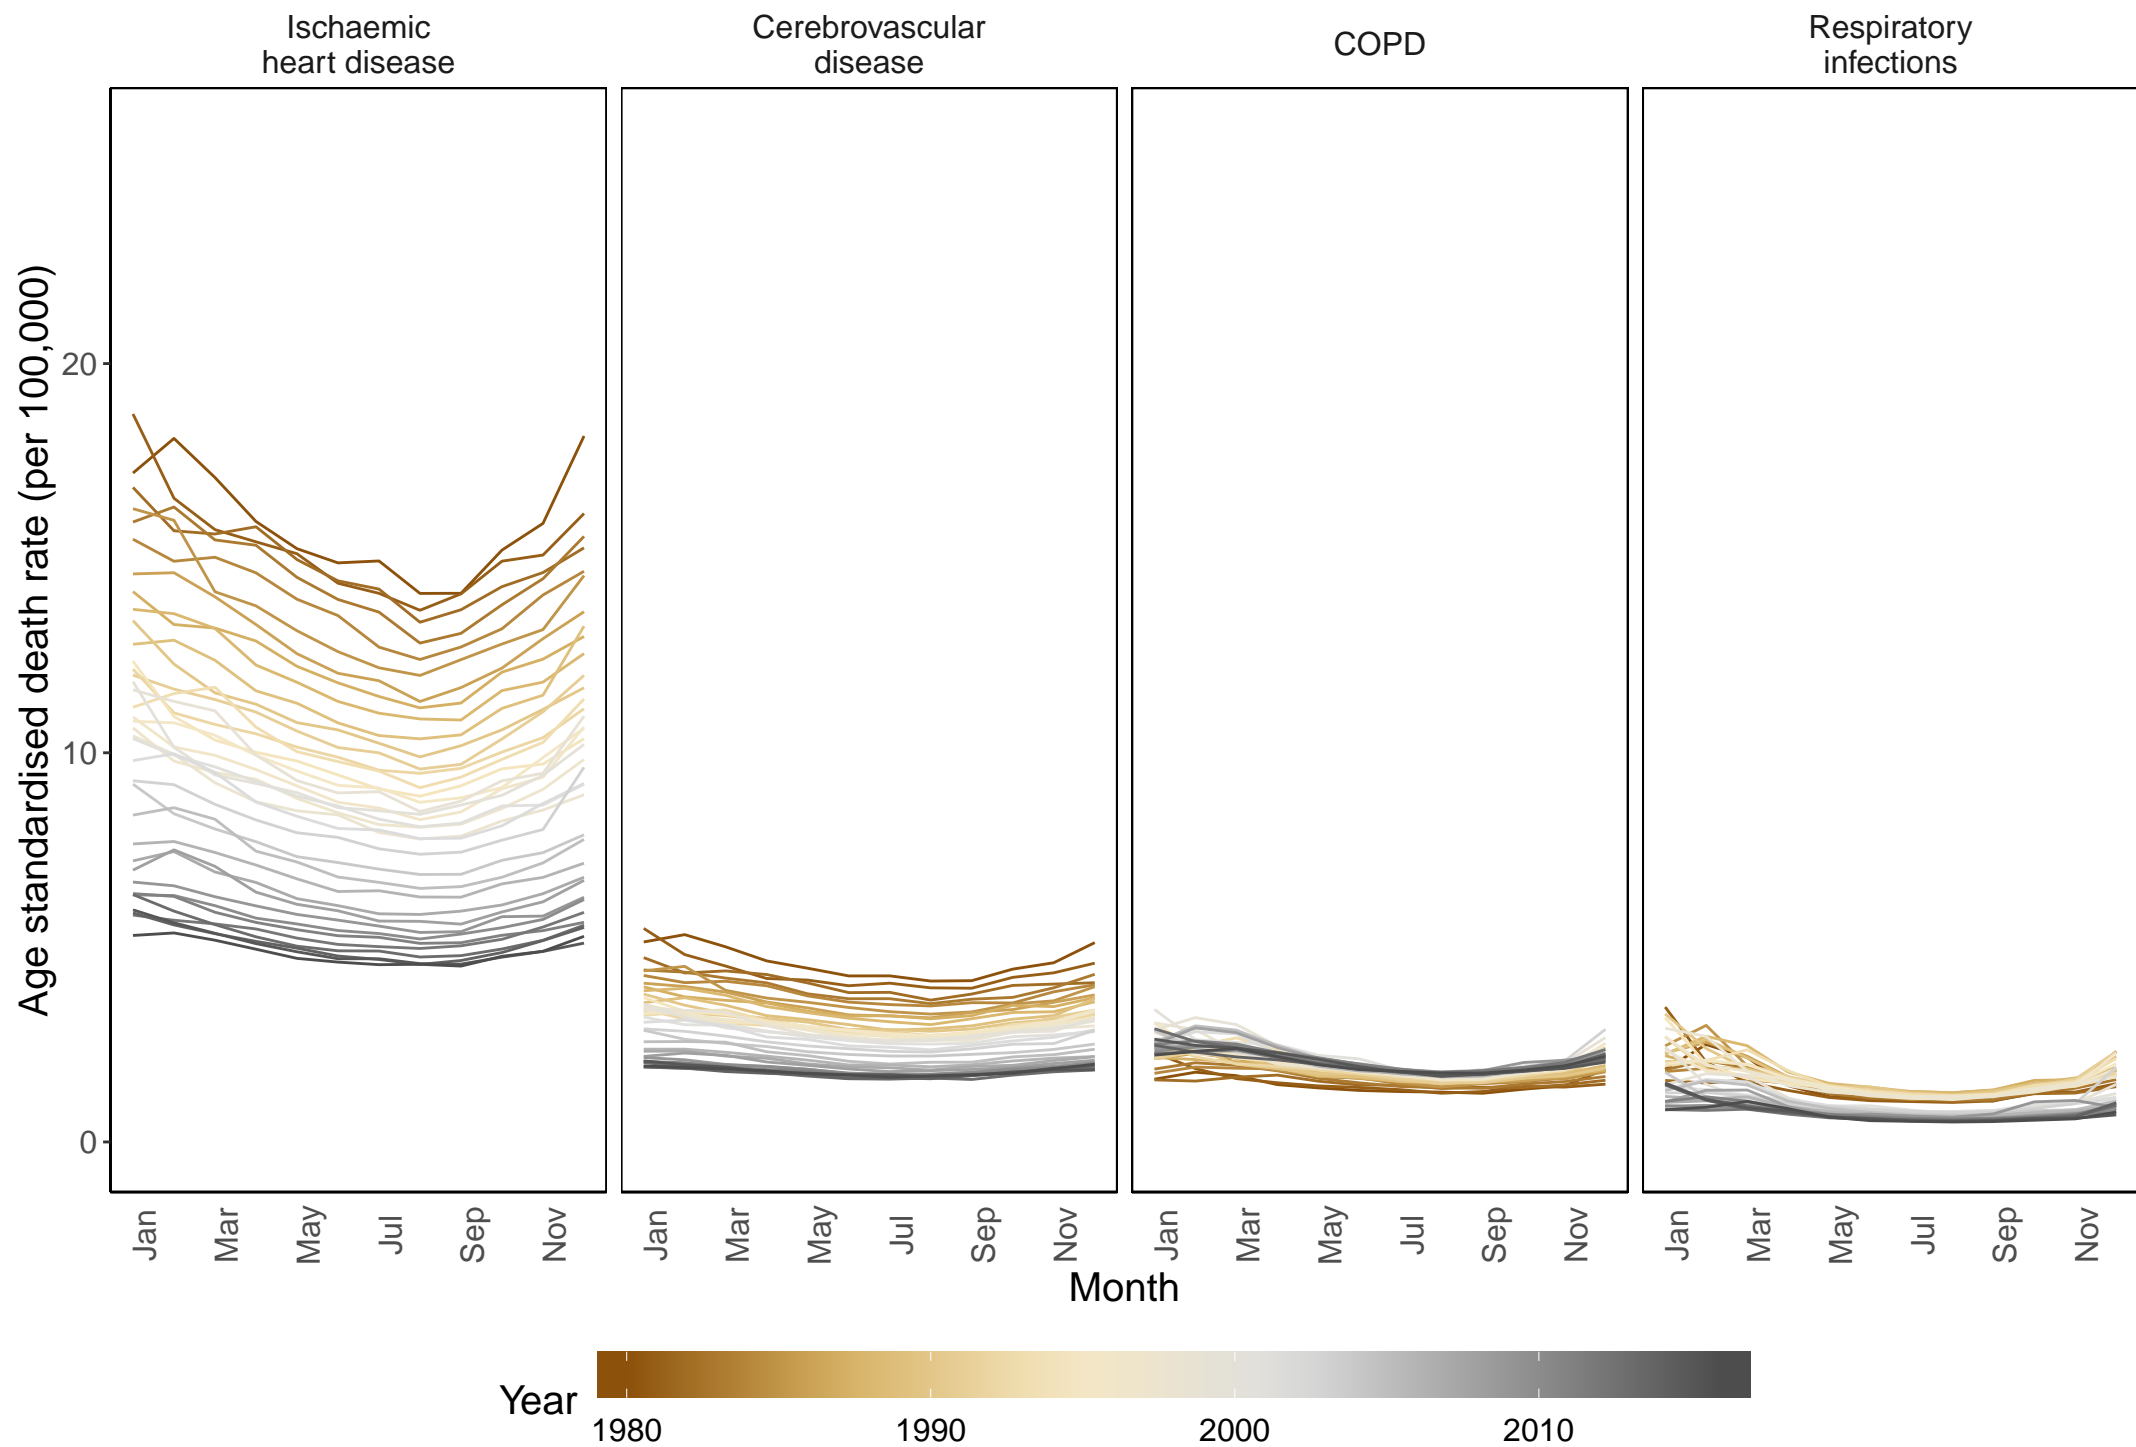 Ischaemic
heart disease
Cerebrovascular
disease
COPD
Respiratory
infections
Age standardised death rate (per 100,000)
20
10
0
Jan Mar May Jul Sep Nov
Jan Mar May Jul Sep Nov
Jan Mar May Jul Sep Nov
Jan Mar May Jul Sep Nov
Month
Year
1980 1990 2000 2010